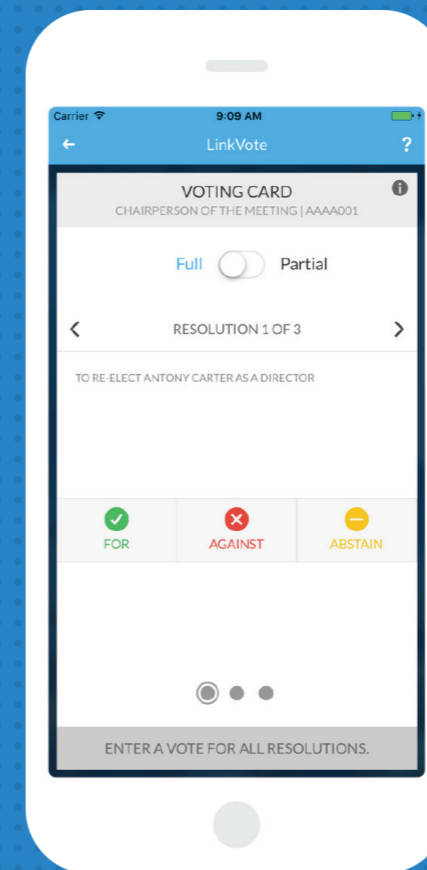 Carrier 9:09 AM
LinkVote ?
VOTING CARD
CHAIRPERSON OF THE MEETING | AAAA001
Full Partial
RESOLUTION 1 OF 3
TO RE-ELECT ANTONY CARTER AS A DIRECTOR
FOR AGAINST ABSTAIN
ENTER A VOTE FOR ALL RESOLUTIONS.